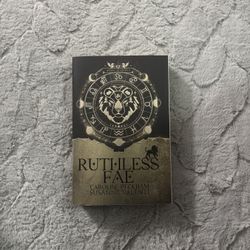 RUTHLESS
FAE
CAROLINE PECKHAM
SUSANNE VALENTI